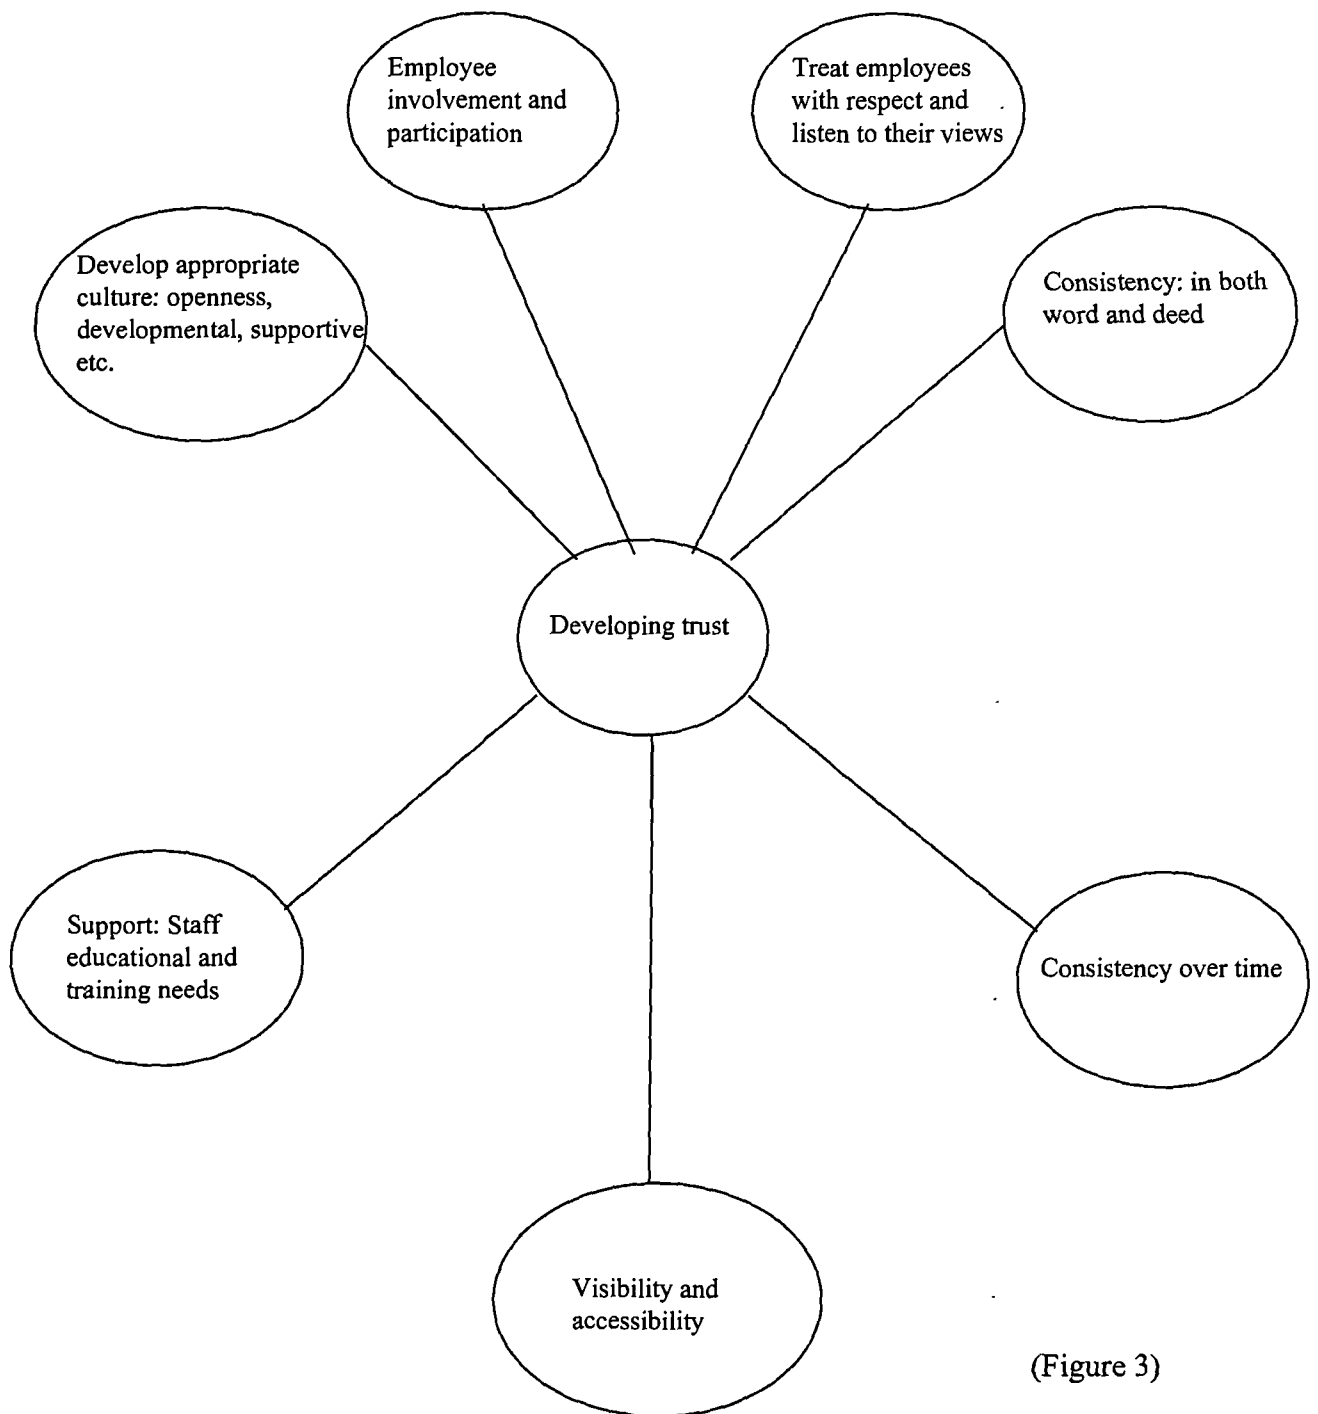 Employee
involvement and
participation
Treat employees
with respect and
listen to their views
Develop appropriate
culture: openness,
developmental, supportive
etc.
Consistency: in both
word and deed
Developing trust
Support: Staff
educational and
training needs
Consistency over time
Visibility and
accessibility
(Figure 3)